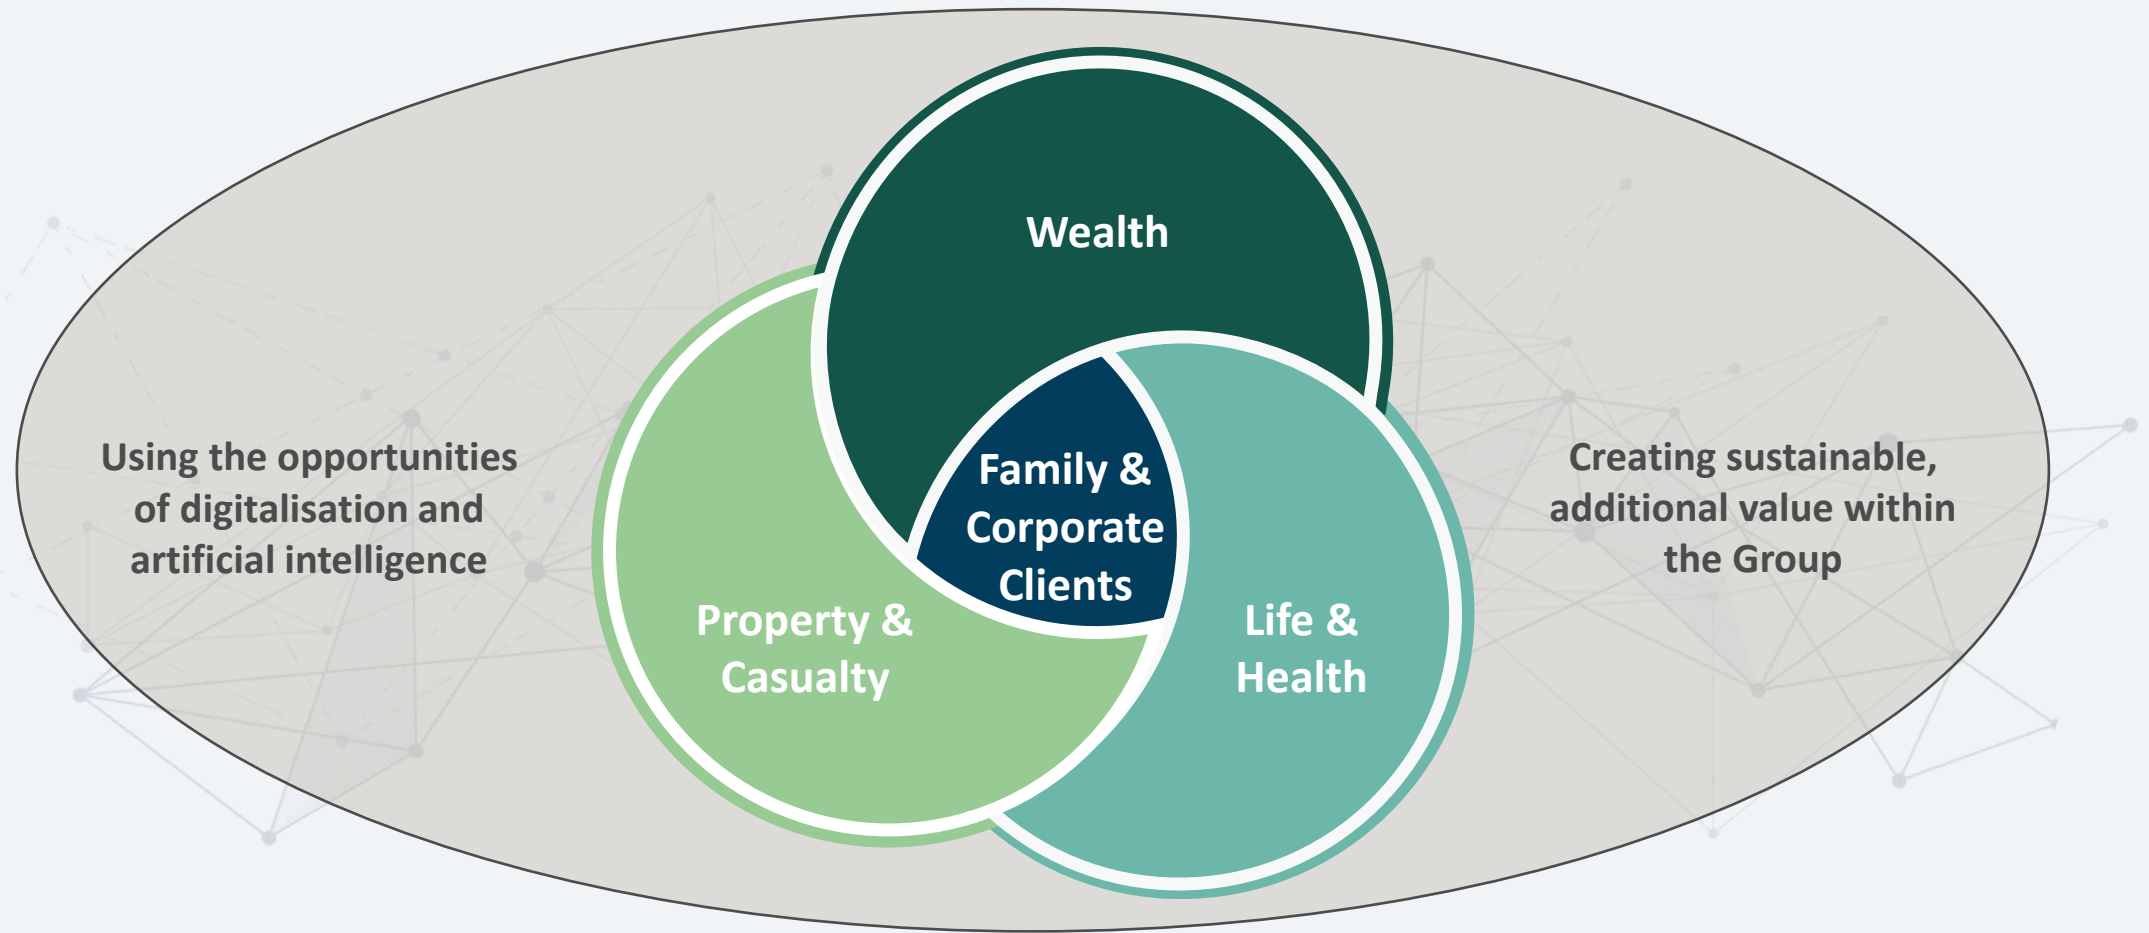 Wealth
Using the opportunities
of digitalisation and
artificial intelligence
Family &
Corporate
Clients
Creating sustainable,
additional value within
the Group
Property &
Casualty
Life &
Health